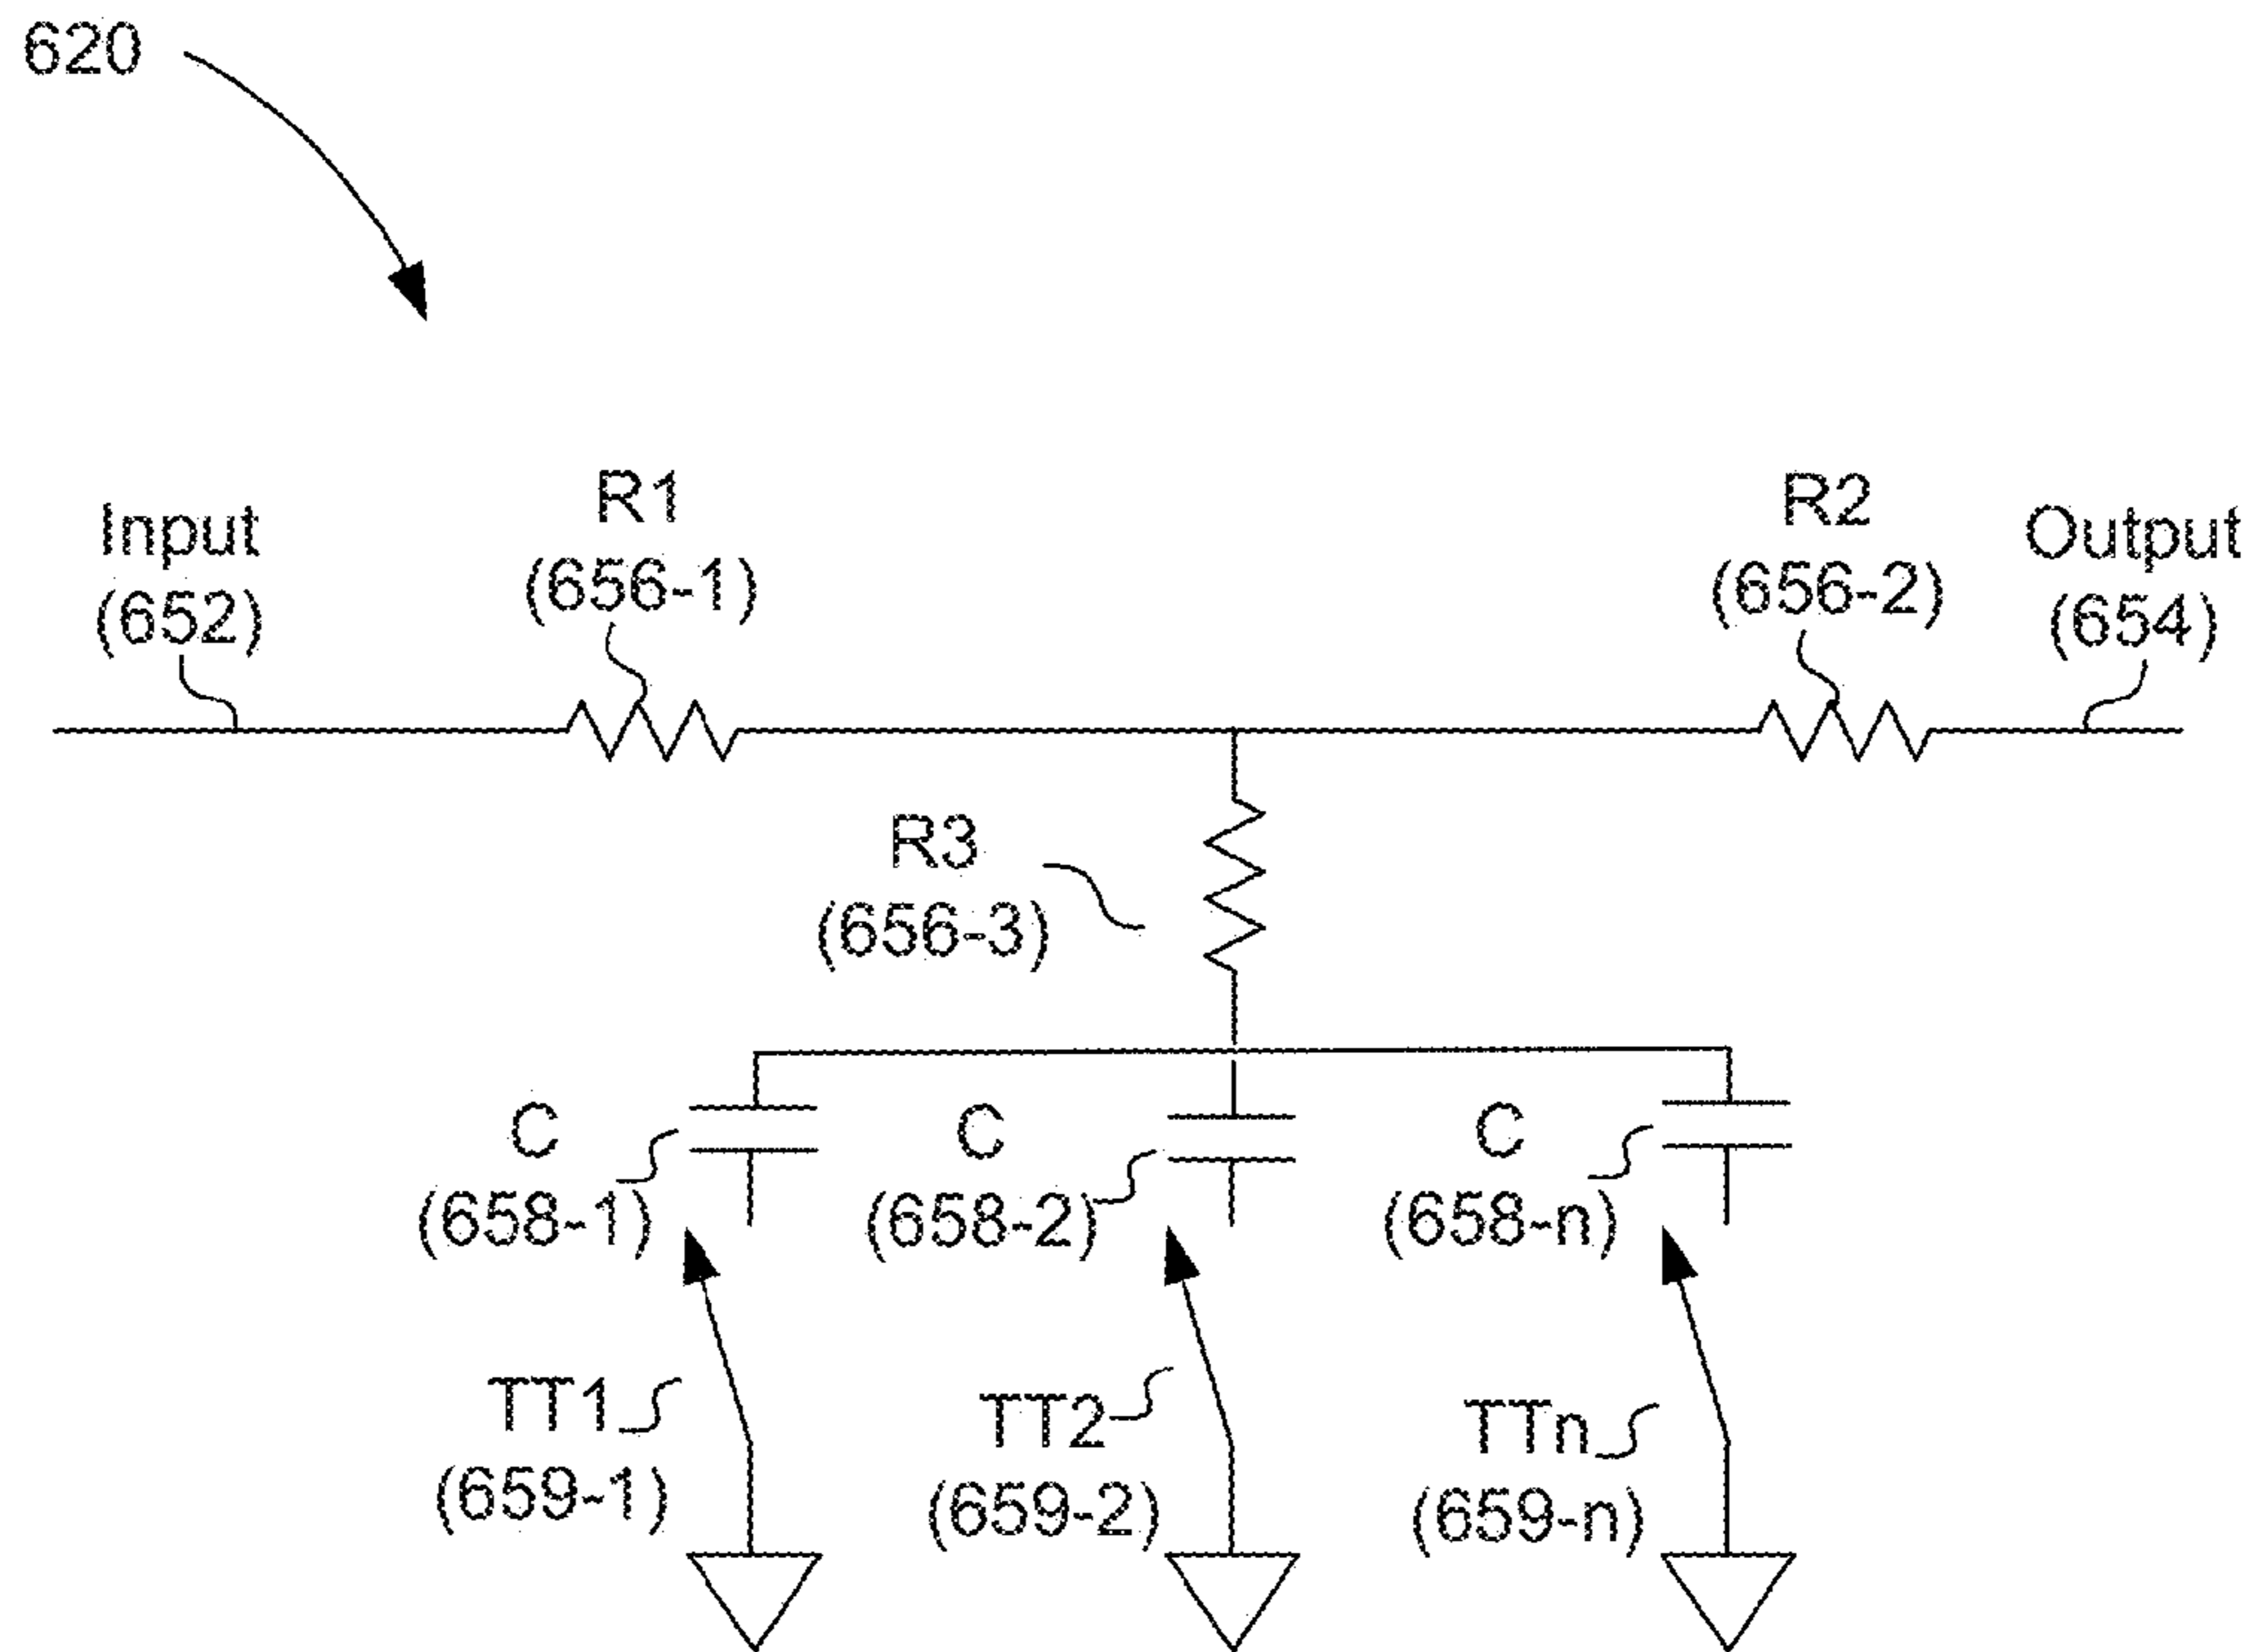 620
Input
(652)
R1
(656-1)
R2
(656-2)
Output
(654)
R3
(656-3)
C
(658-1)
C
(658-2)
C
(658-n)
TT1
(659-1)
TT2
(659-2)
TTn
(659-n)